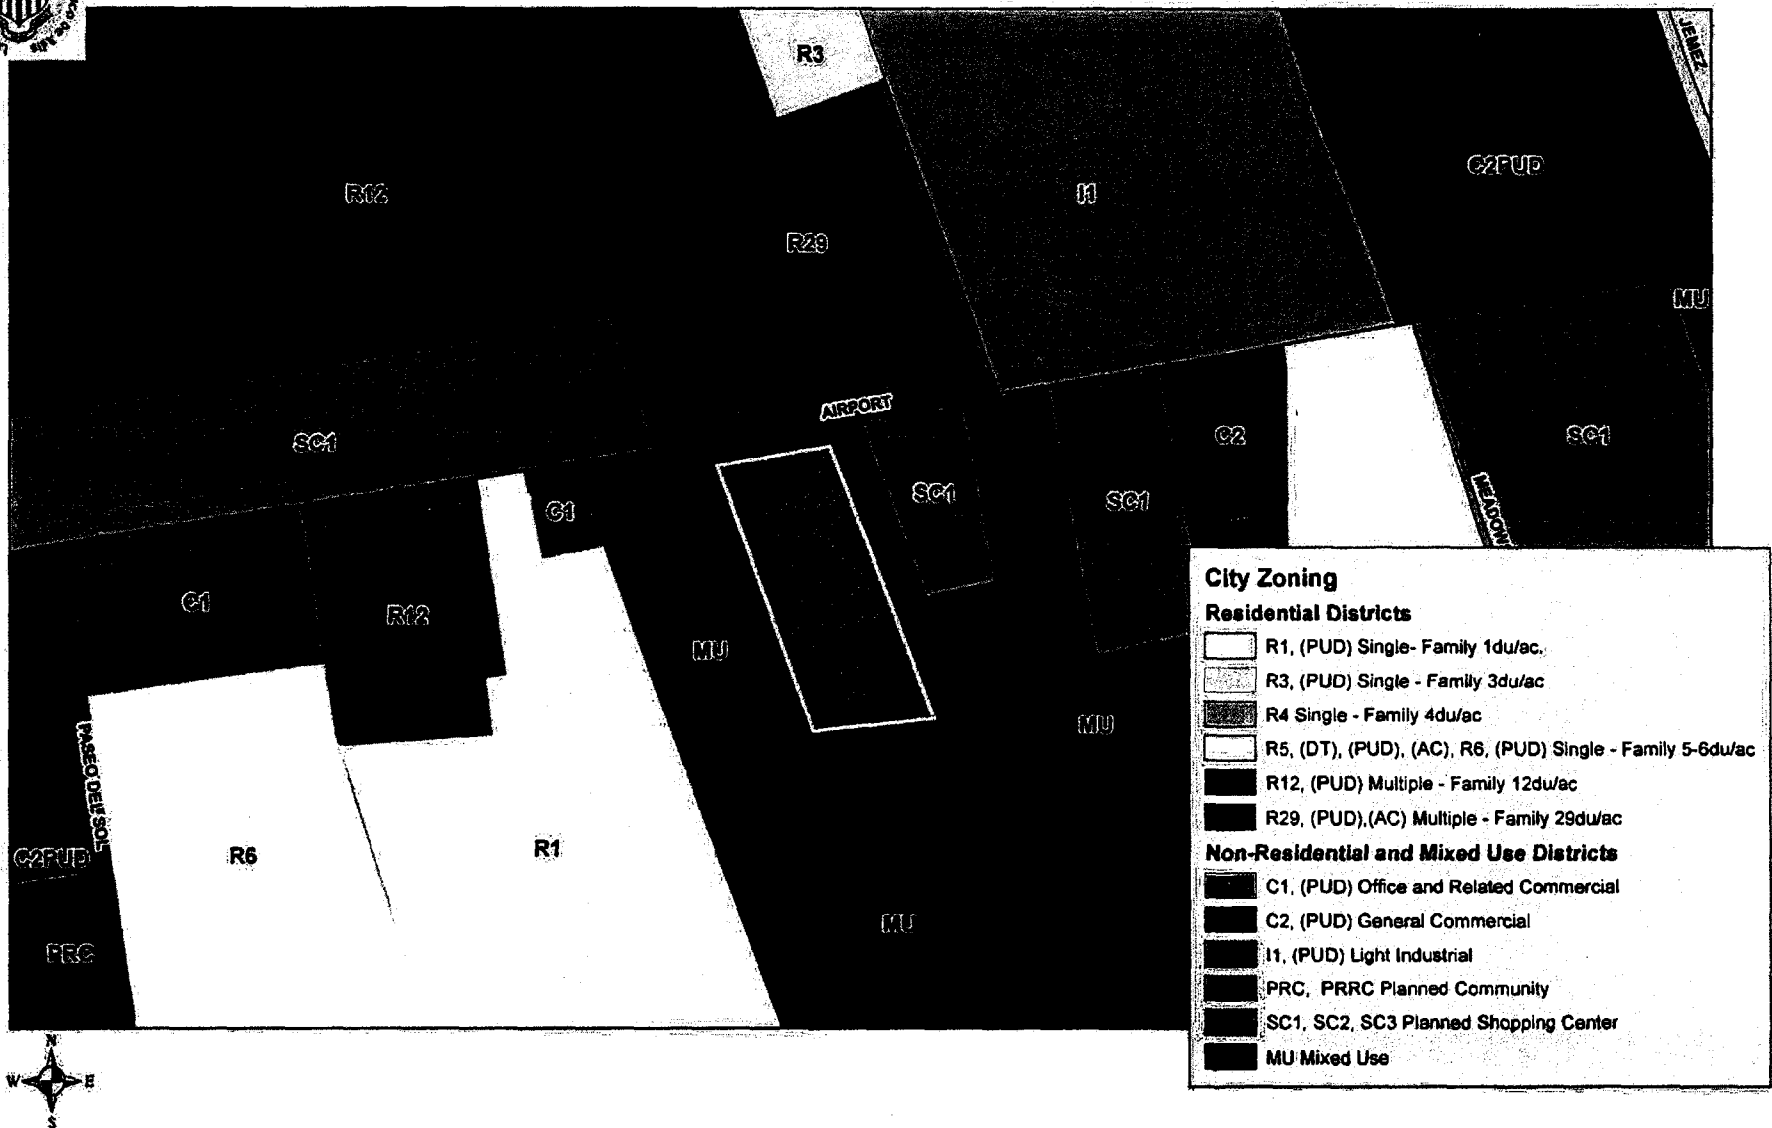 R3
JEMEZ
R12
I1
C2PUD
R29
MU
AIRPORT
SC1
C2
SC1
SC1
SC1
C1
C1
R12
MU
MU
PASEO DEL SOL
C2PUD
R6
R1
MU
PRC
City Zoning
Residential Districts
R1, (PUD) Single- Family 1du/ac.
R3, (PUD) Single - Family 3du/ac
R4 Single - Family 4du/ac
R5, (DT), (PUD), (AC), R6, (PUD) Single - Family 5-6du/ac
R12, (PUD) Multiple - Family 12du/ac
R29, (PUD),(AC) Multiple - Family 29du/ac
Non-Residential and Mixed Use Districts
C1, (PUD) Office and Related Commercial
C2, (PUD) General Commercial
I1, (PUD) Light Industrial
PRC, PRRC Planned Community
SC1, SC2, SC3 Planned Shopping Center
MU Mixed Use
N
W E
S